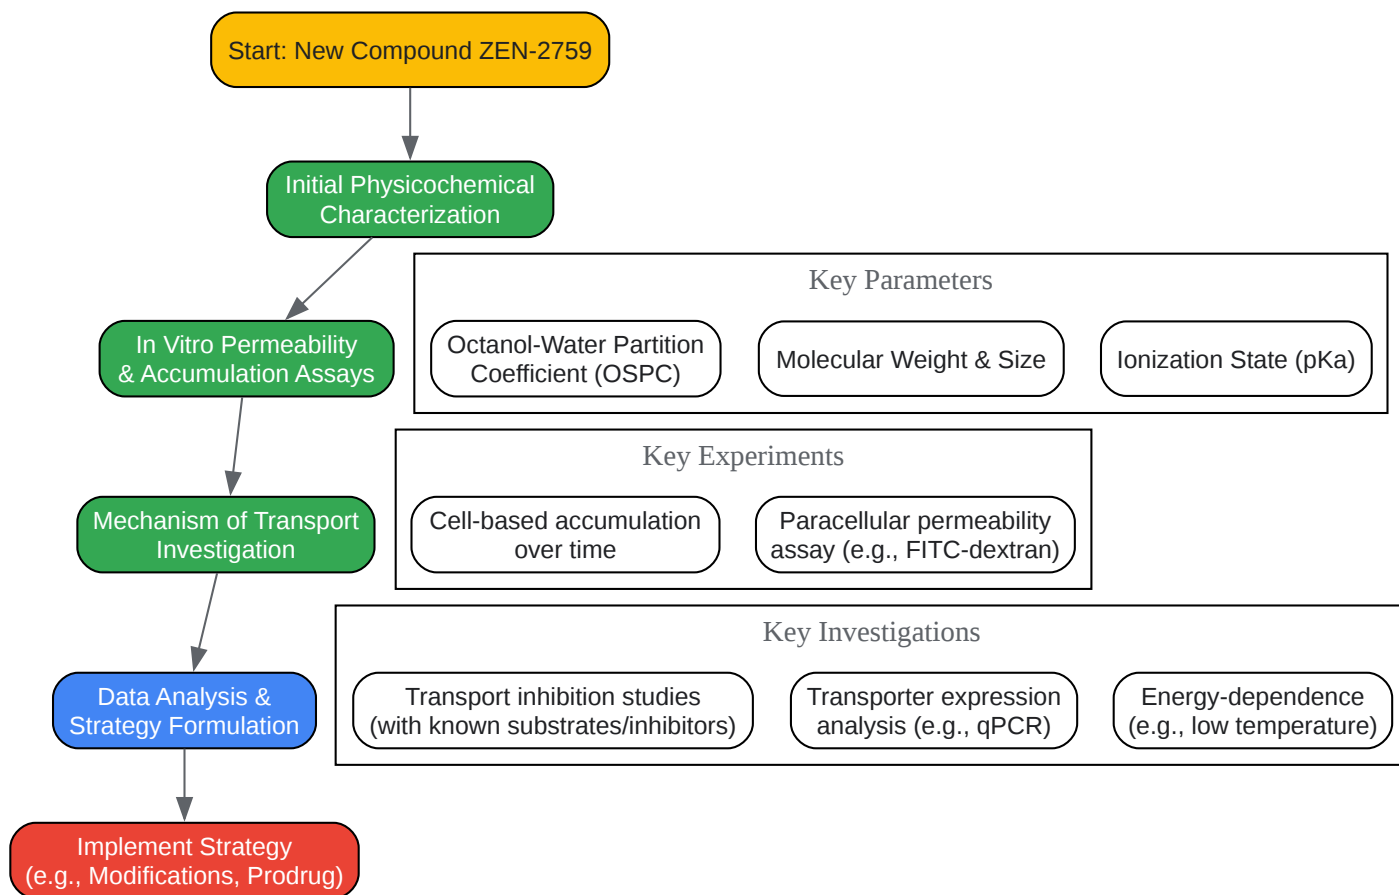 Start: New Compound ZEN-2759
Initial Physicochemical
Characterization
Key Parameters
In Vitro Permeability
& Accumulation Assays
Octanol-Water Partition
Coefficient (OSPC)
Molecular Weight & Size
Ionization State (pKa)
Key Experiments
Mechanism of Transport
Investigation
Cell-based accumulation
over time
Paracellular permeability
assay (e.g., FITC-dextran)
Key Investigations
Data Analysis &
Strategy Formulation
Transport inhibition studies
(with known substrates/inhibitors)
Transporter expression
analysis (e.g., qPCR)
Energy-dependence
(e.g., low temperature)
Implement Strategy
(e.g., Modifications, Prodrug)